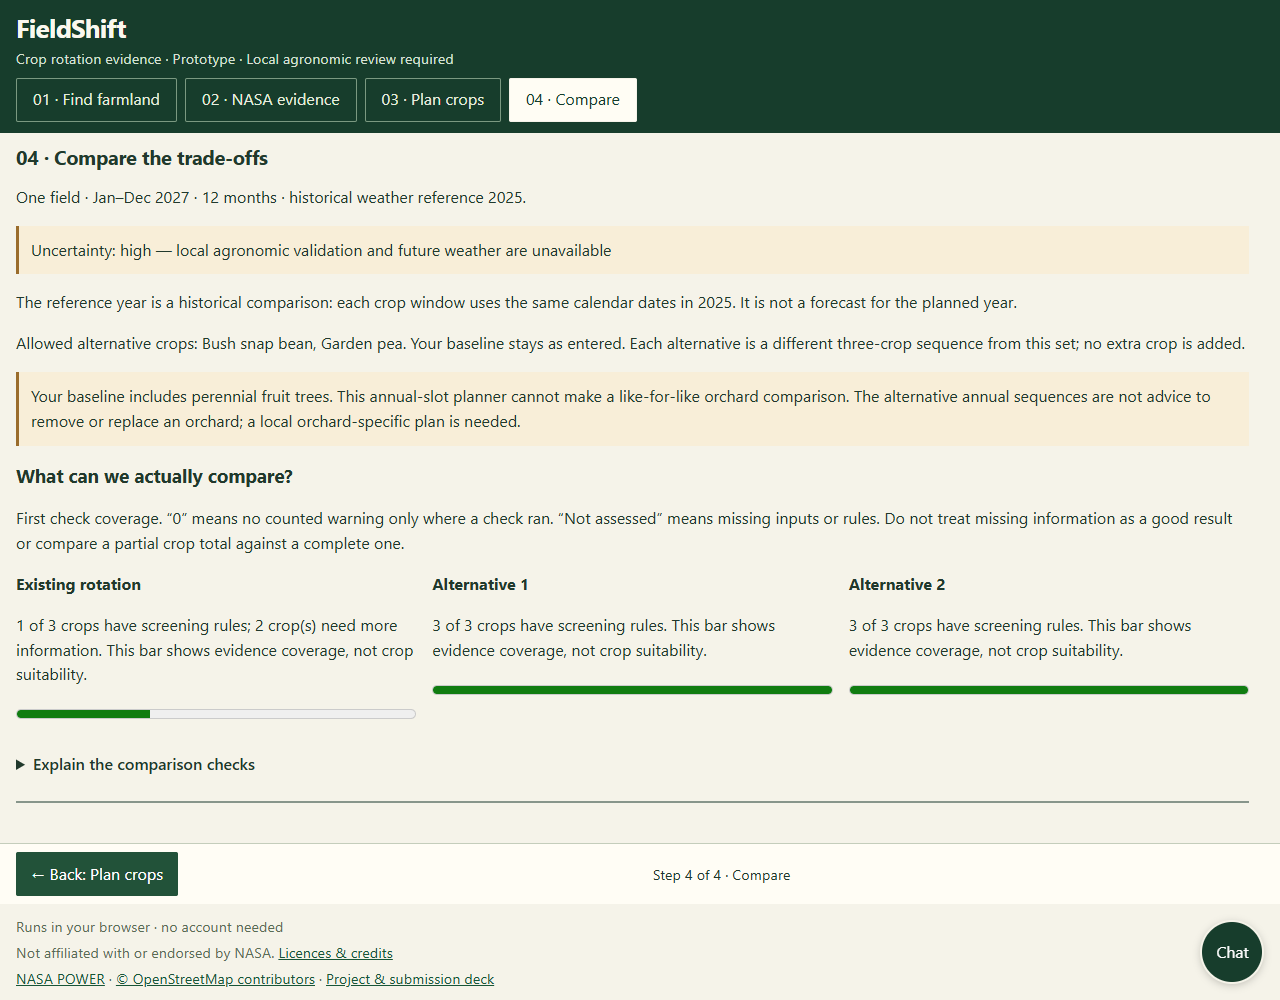 FieldShift
Crop rotation evidence · Prototype · Local agronomic review required
01 · Find farmland
02 · NASA evidence
03 · Plan crops
04 · Compare
04 · Compare the trade-offs
One field · Jan–Dec 2027 · 12 months · historical weather reference 2025.
Uncertainty: high — local agronomic validation and future weather are unavailable
The reference year is a historical comparison: each crop window uses the same calendar dates in 2025. It is not a forecast for the planned year.
Allowed alternative crops: Bush snap bean, Garden pea. Your baseline stays as entered. Each alternative is a different three-crop sequence from this set; no extra crop is added.
Your baseline includes perennial fruit trees. This annual-slot planner cannot make a like-for-like orchard comparison. The alternative annual sequences are not advice to
remove or replace an orchard; a local orchard-specific plan is needed.
What can we actually compare?
First check coverage. “0” means no counted warning only where a check ran. “Not assessed” means missing inputs or rules. Do not treat missing information as a good result
or compare a partial crop total against a complete one.
Existing rotation
1 of 3 crops have screening rules; 2 crop(s) need more
information. This bar shows evidence coverage, not crop
suitability.
Alternative 1
3 of 3 crops have screening rules. This bar shows
evidence coverage, not crop suitability.
Alternative 2
3 of 3 crops have screening rules. This bar shows
evidence coverage, not crop suitability.
▶ Explain the comparison checks
← Back: Plan crops
Step 4 of 4 · Compare
Runs in your browser · no account needed
Not affiliated with or endorsed by NASA. Licences & credits
NASA POWER · © OpenStreetMap contributors · Project & submission deck
Chat